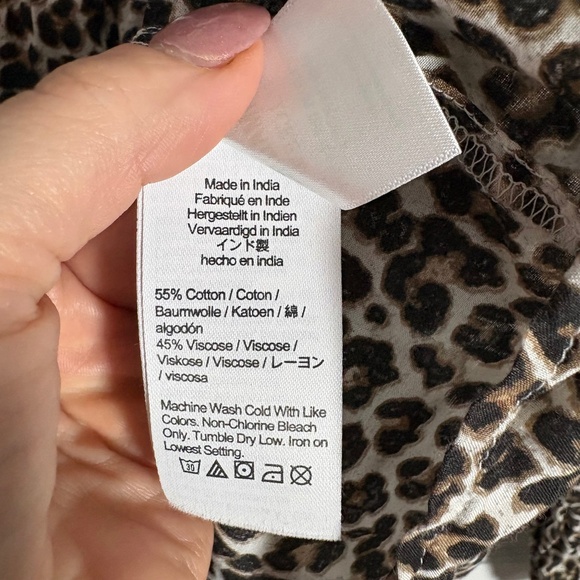 Made in India
Fabriqué en Inde
Hergestellt in Indien
Vervaardigd in India
インド製
hecho en india
55% Cotton / Coton /
Baumwolle / Katoen / 綿 /
algodón
45% Viscose / Viscose /
Viskose / Viscose / レーヨン
/ viscosa
Machine Wash Cold With Like
Colors. Non-Chlorine Bleach
Only. Tumble Dry Low. Iron on
Lowest Setting.
30